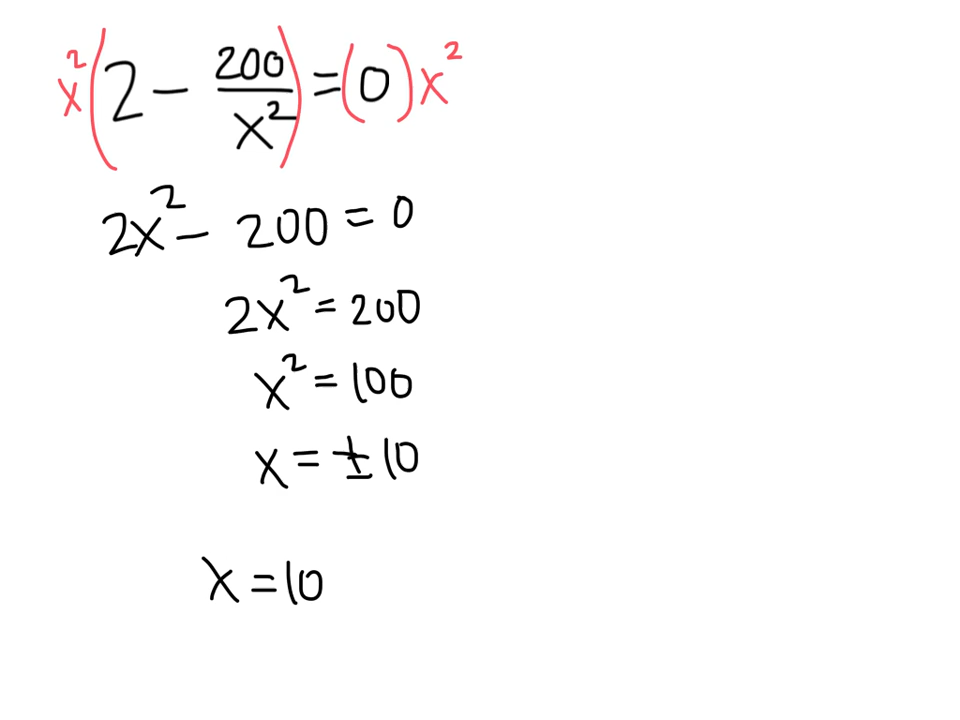 x²(2 - 200/x²) = (0)x²
2x² - 200 = 0
2x² = 200
x² = 100
x = ±10
x = 10